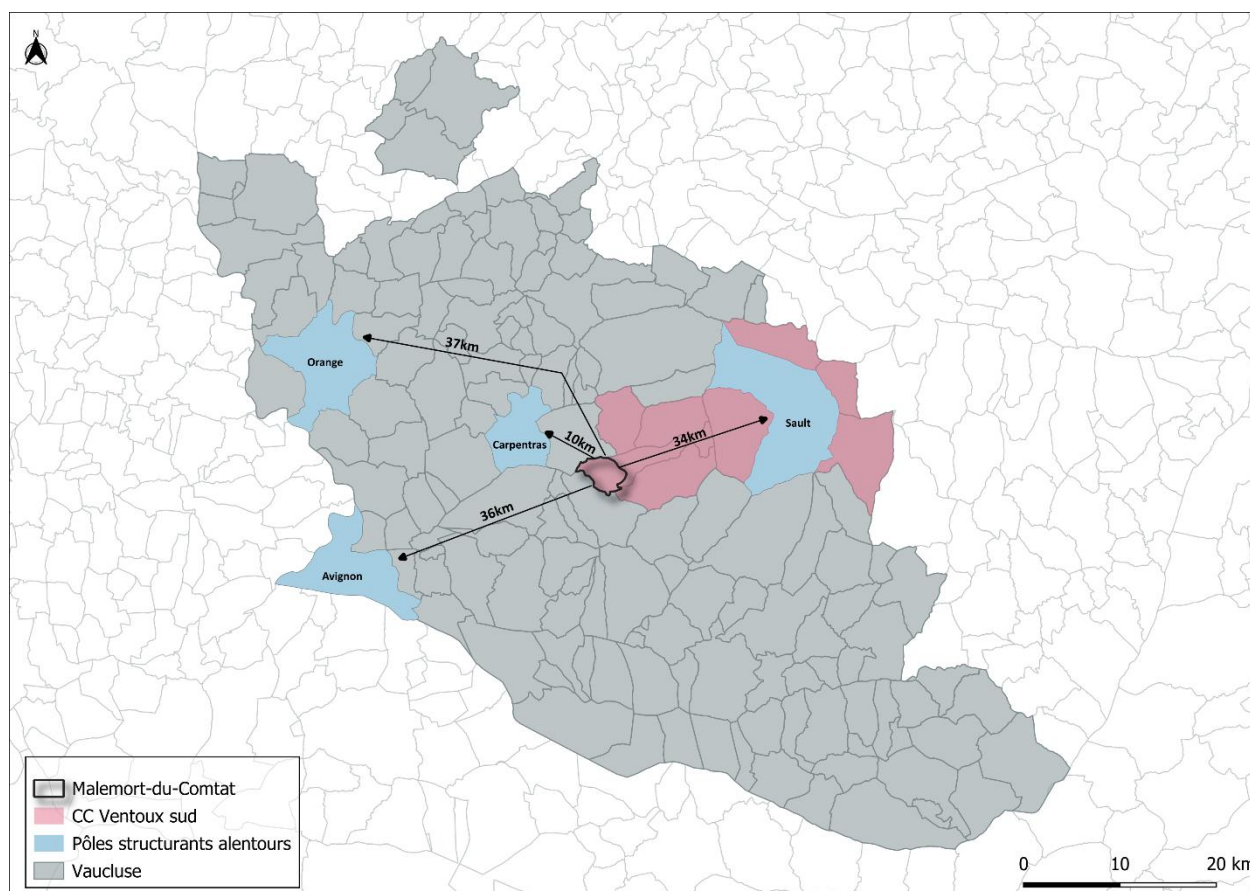 N
37km
Orange
Carpentras
10km
34km
Sault
36km
Avignon
Malemort-du-Comtat
CC Ventoux sud
Pôles structurants alentours
Vaucluse
0 10 20 km